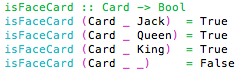 isFaceCard :: Card -> Bool
isFaceCard (Card _ Jack)  = True
isFaceCard (Card _ Queen) = True
isFaceCard (Card _ King)  = True
isFaceCard (Card _ _)     = False